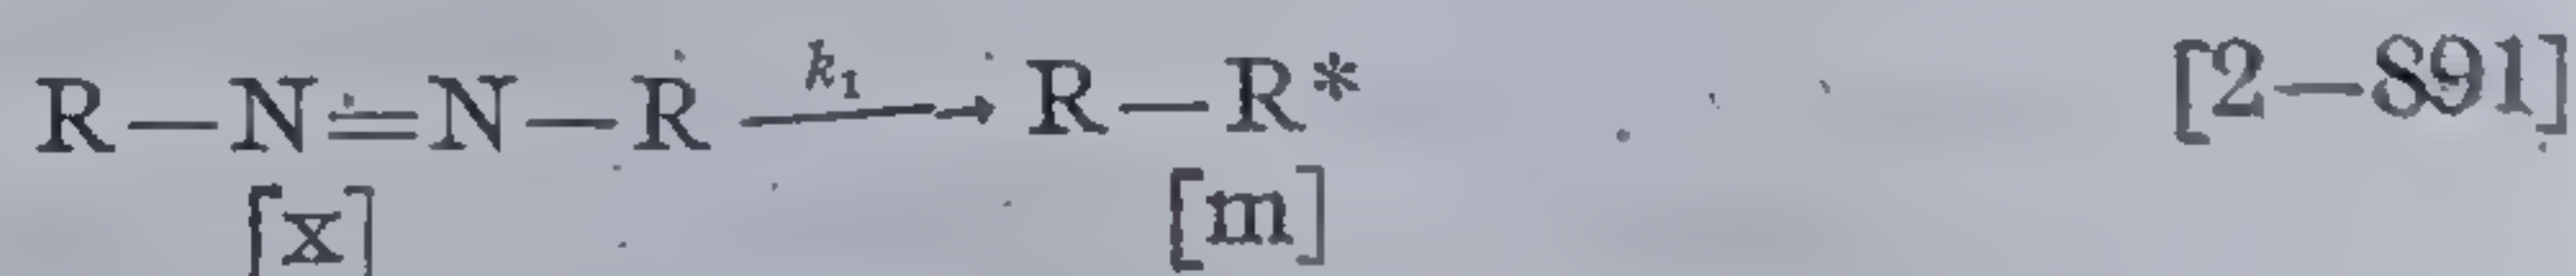 R—N=N—R k₁→ R—R* [2—891]
[x] [m]